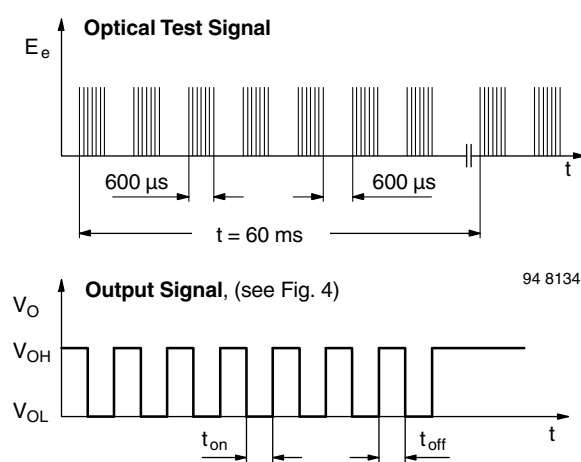 Optical Test Signal
E e
t
600 µs
600 µs
t = 60 ms
94 8134
Output Signal, (see Fig. 4)
V O
V OH
V OL
t on
t off
t